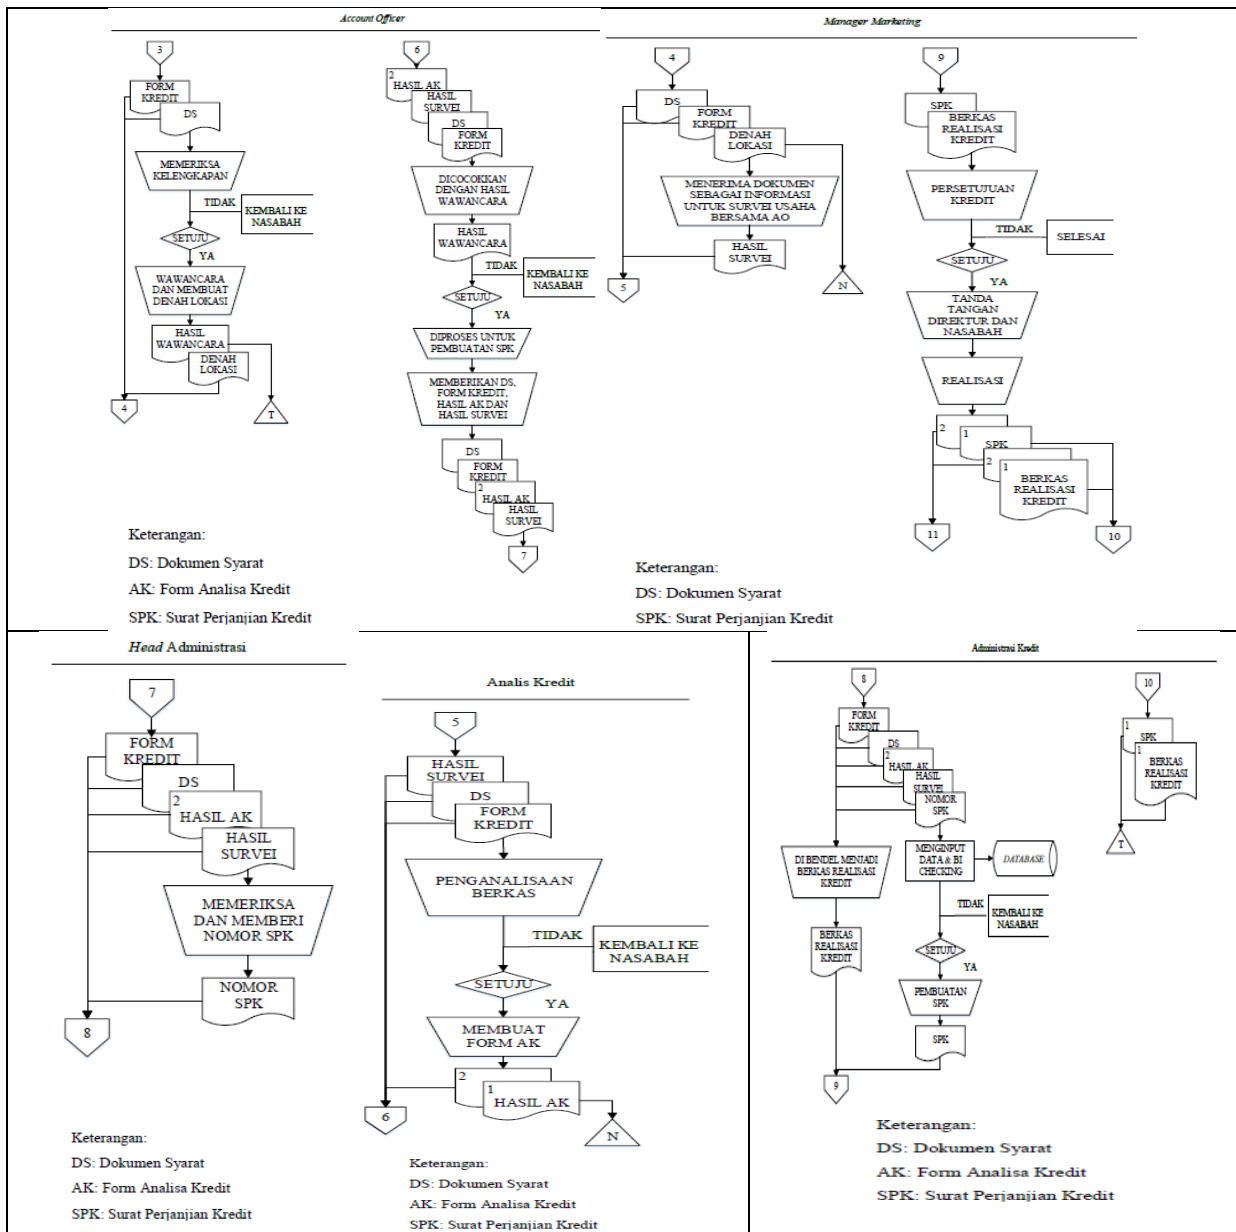 Account Officer
3
FORM
KREDIT
DS
MEMERIKSA
KELENGKAPAN
TIDAK
KEMBALI KE
NASABAH
SETUJU
YA
WAWANCARA
DAN MEMBUAT
DENAH LOKASI
HASIL
WAWANCARA
DENAH
LOKASI
4
T
6
2
HASIL AK
HASIL
SURVEI
DS
FORM
KREDIT
DICOCOKKAN
DENGAN HASIL
WAWANCARA
HASIL
WAWANCARA
TIDAK
KEMBALI KE
NASABAH
SETUJU
YA
DIPROSES UNTUK
PEMBUATAN SPK
MEMBERIKAN DS,
FORM KREDIT,
HASIL AK DAN
HASIL SURVEI
DS
FORM
KREDIT
2
HASIL AK
HASIL
SURVEI
7
Keterangan:
DS: Dokumen Syarat
AK: Form Analisa Kredit
SPK: Surat Perjanjian Kredit
Manager Marketing
4
DS
FORM
KREDIT
DENAH
LOKASI
MENERIMA DOKUMEN
SEBAGAI INFORMASI
UNTUK SURVEI USAHA
BERSAMA AO
HASIL
SURVEI
5
N
9
SPK
BERKAS
REALISASI
KREDIT
PERSETUJUAN
KREDIT
TIDAK
SELESAI
SETUJU
YA
TANDA
TANGAN
DIREKTUR DAN
NASABAH
REALISASI
2
1
SPK
2
1
BERKAS
REALISASI
KREDIT
11
10
Keterangan:
DS: Dokumen Syarat
SPK: Surat Perjanjian Kredit
Head Administrasi
7
FORM
KREDIT
DS
2
HASIL AK
HASIL
SURVEI
MEMERIKSA
DAN MEMBERI
NOMOR SPK
NOMOR
SPK
8
Keterangan:
DS: Dokumen Syarat
AK: Form Analisa Kredit
SPK: Surat Perjanjian Kredit
Analis Kredit
5
HASIL
SURVEI
DS
FORM
KREDIT
PENGANALISAAN
BERKAS
TIDAK
KEMBALI KE
NASABAH
SETUJU
YA
MEMBUAT
FORM AK
2
1
HASIL AK
6
N
Keterangan:
DS: Dokumen Syarat
AK: Form Analisa Kredit
SPK: Surat Perjanjian Kredit
Administrasi Kredit
8
FORM
KREDIT
DS
2
HASIL AK
HASIL
SURVEI
NOMOR
SPK
DI BENDEL MENJADI
BERKAS REALISASI
KREDIT
MENGINPUT
DATA & BI
CHECKING
DATABASE
TIDAK
KEMBALI KE
NASABAH
BERKAS
REALISASI
KREDIT
SETUJU
YA
PEMBUATAN
SPK
SPK
9
10
1
SPK
1
BERKAS
REALISASI
KREDIT
T
Keterangan:
DS: Dokumen Syarat
AK: Form Analisa Kredit
SPK: Surat Perjanjian Kredit